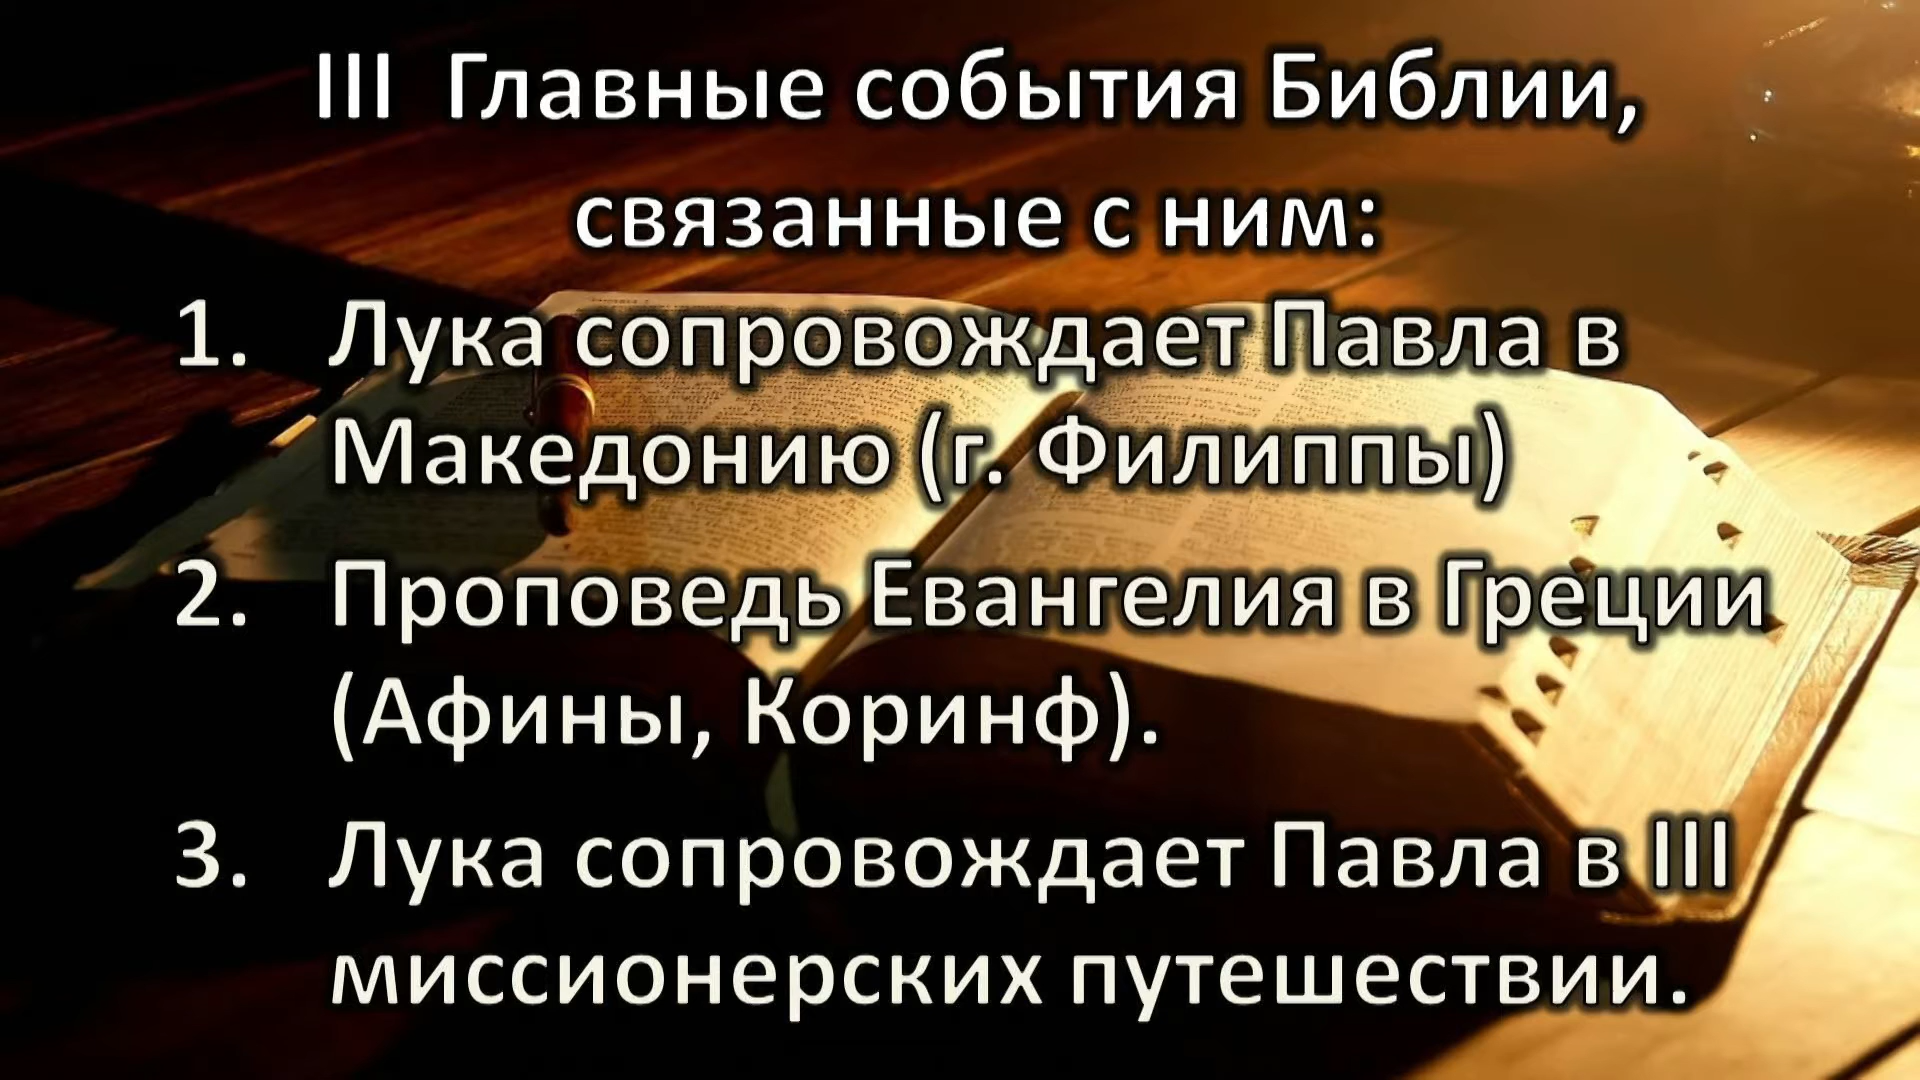 III Главные события Библии,
связанные с ним:
1. Лука сопровождает Павла в
Македонию (г. Филиппы)
2. Проповедь Евангелия в Греции
(Афины, Коринф).
3. Лука сопровождает Павла в III
миссионерских путешествии.